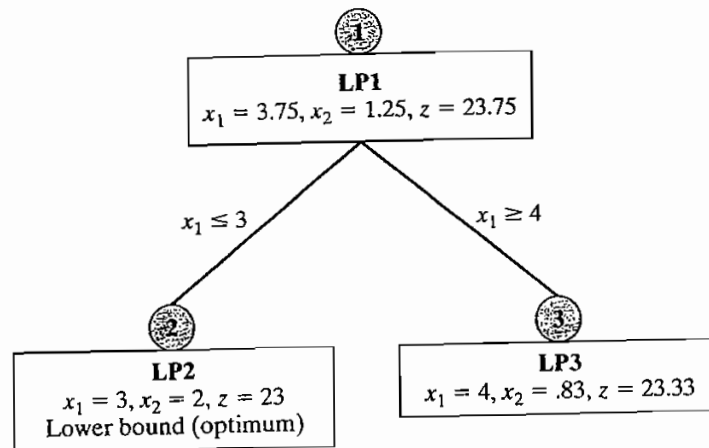 1
LP1
x₁ = 3.75, x₂ = 1.25, z = 23.75
x₁ ≤ 3
x₁ ≥ 4
2
3
LP2
x₁ = 3, x₂ = 2, z = 23
Lower bound (optimum)
LP3
x₁ = 4, x₂ = .83, z = 23.33